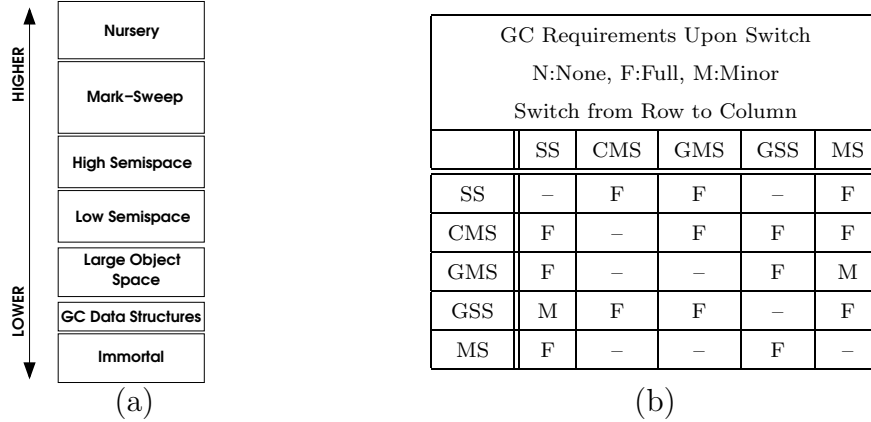 HIGHER
LOWER
Nursery
Mark–Sweep
High Semispace
Low Semispace
Large Object
Space
GC Data Structures
Immortal
(a)
GC Requirements Upon Switch
N:None, F:Full, M:Minor
Switch from Row to Column
SS CMS GMS GSS MS
SS – F F – F
CMS F – F F F
GMS F – – F M
GSS M F F – F
MS F – – F –
(b)